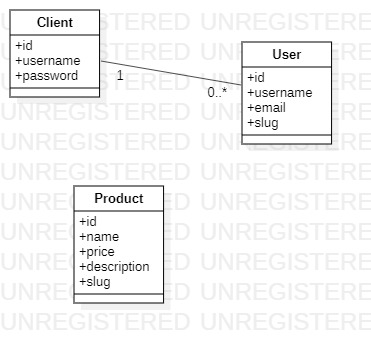 Client
+id
+username
+password
1
0..*
User
+id
+username
+email
+slug
Product
+id
+name
+price
+description
+slug
UNREGISTERED UNREGISTERE
UNREGISTERED UNREGISTERE
UNREGISTERED UNREGISTERE
UNREGISTERED UNREGISTERE
UNREGISTERED UNREGISTERE
UNREGISTERED UNREGISTERE
UNREGISTERED UNREGISTERE
UNREGISTERED UNREGISTERE
UNREGISTERED UNREGISTERE
UNREGISTERED UNREGISTERE
UNREGISTERED UNREGISTERE